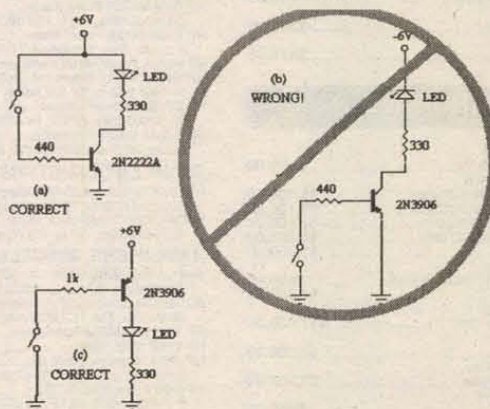 +6V
LED
330
440
2N2222A
(a)
CORRECT
-6V
(b)
WRONG!
LED
330
440
2N3906
+6V
1k
2N3906
LED
(c)
CORRECT
330